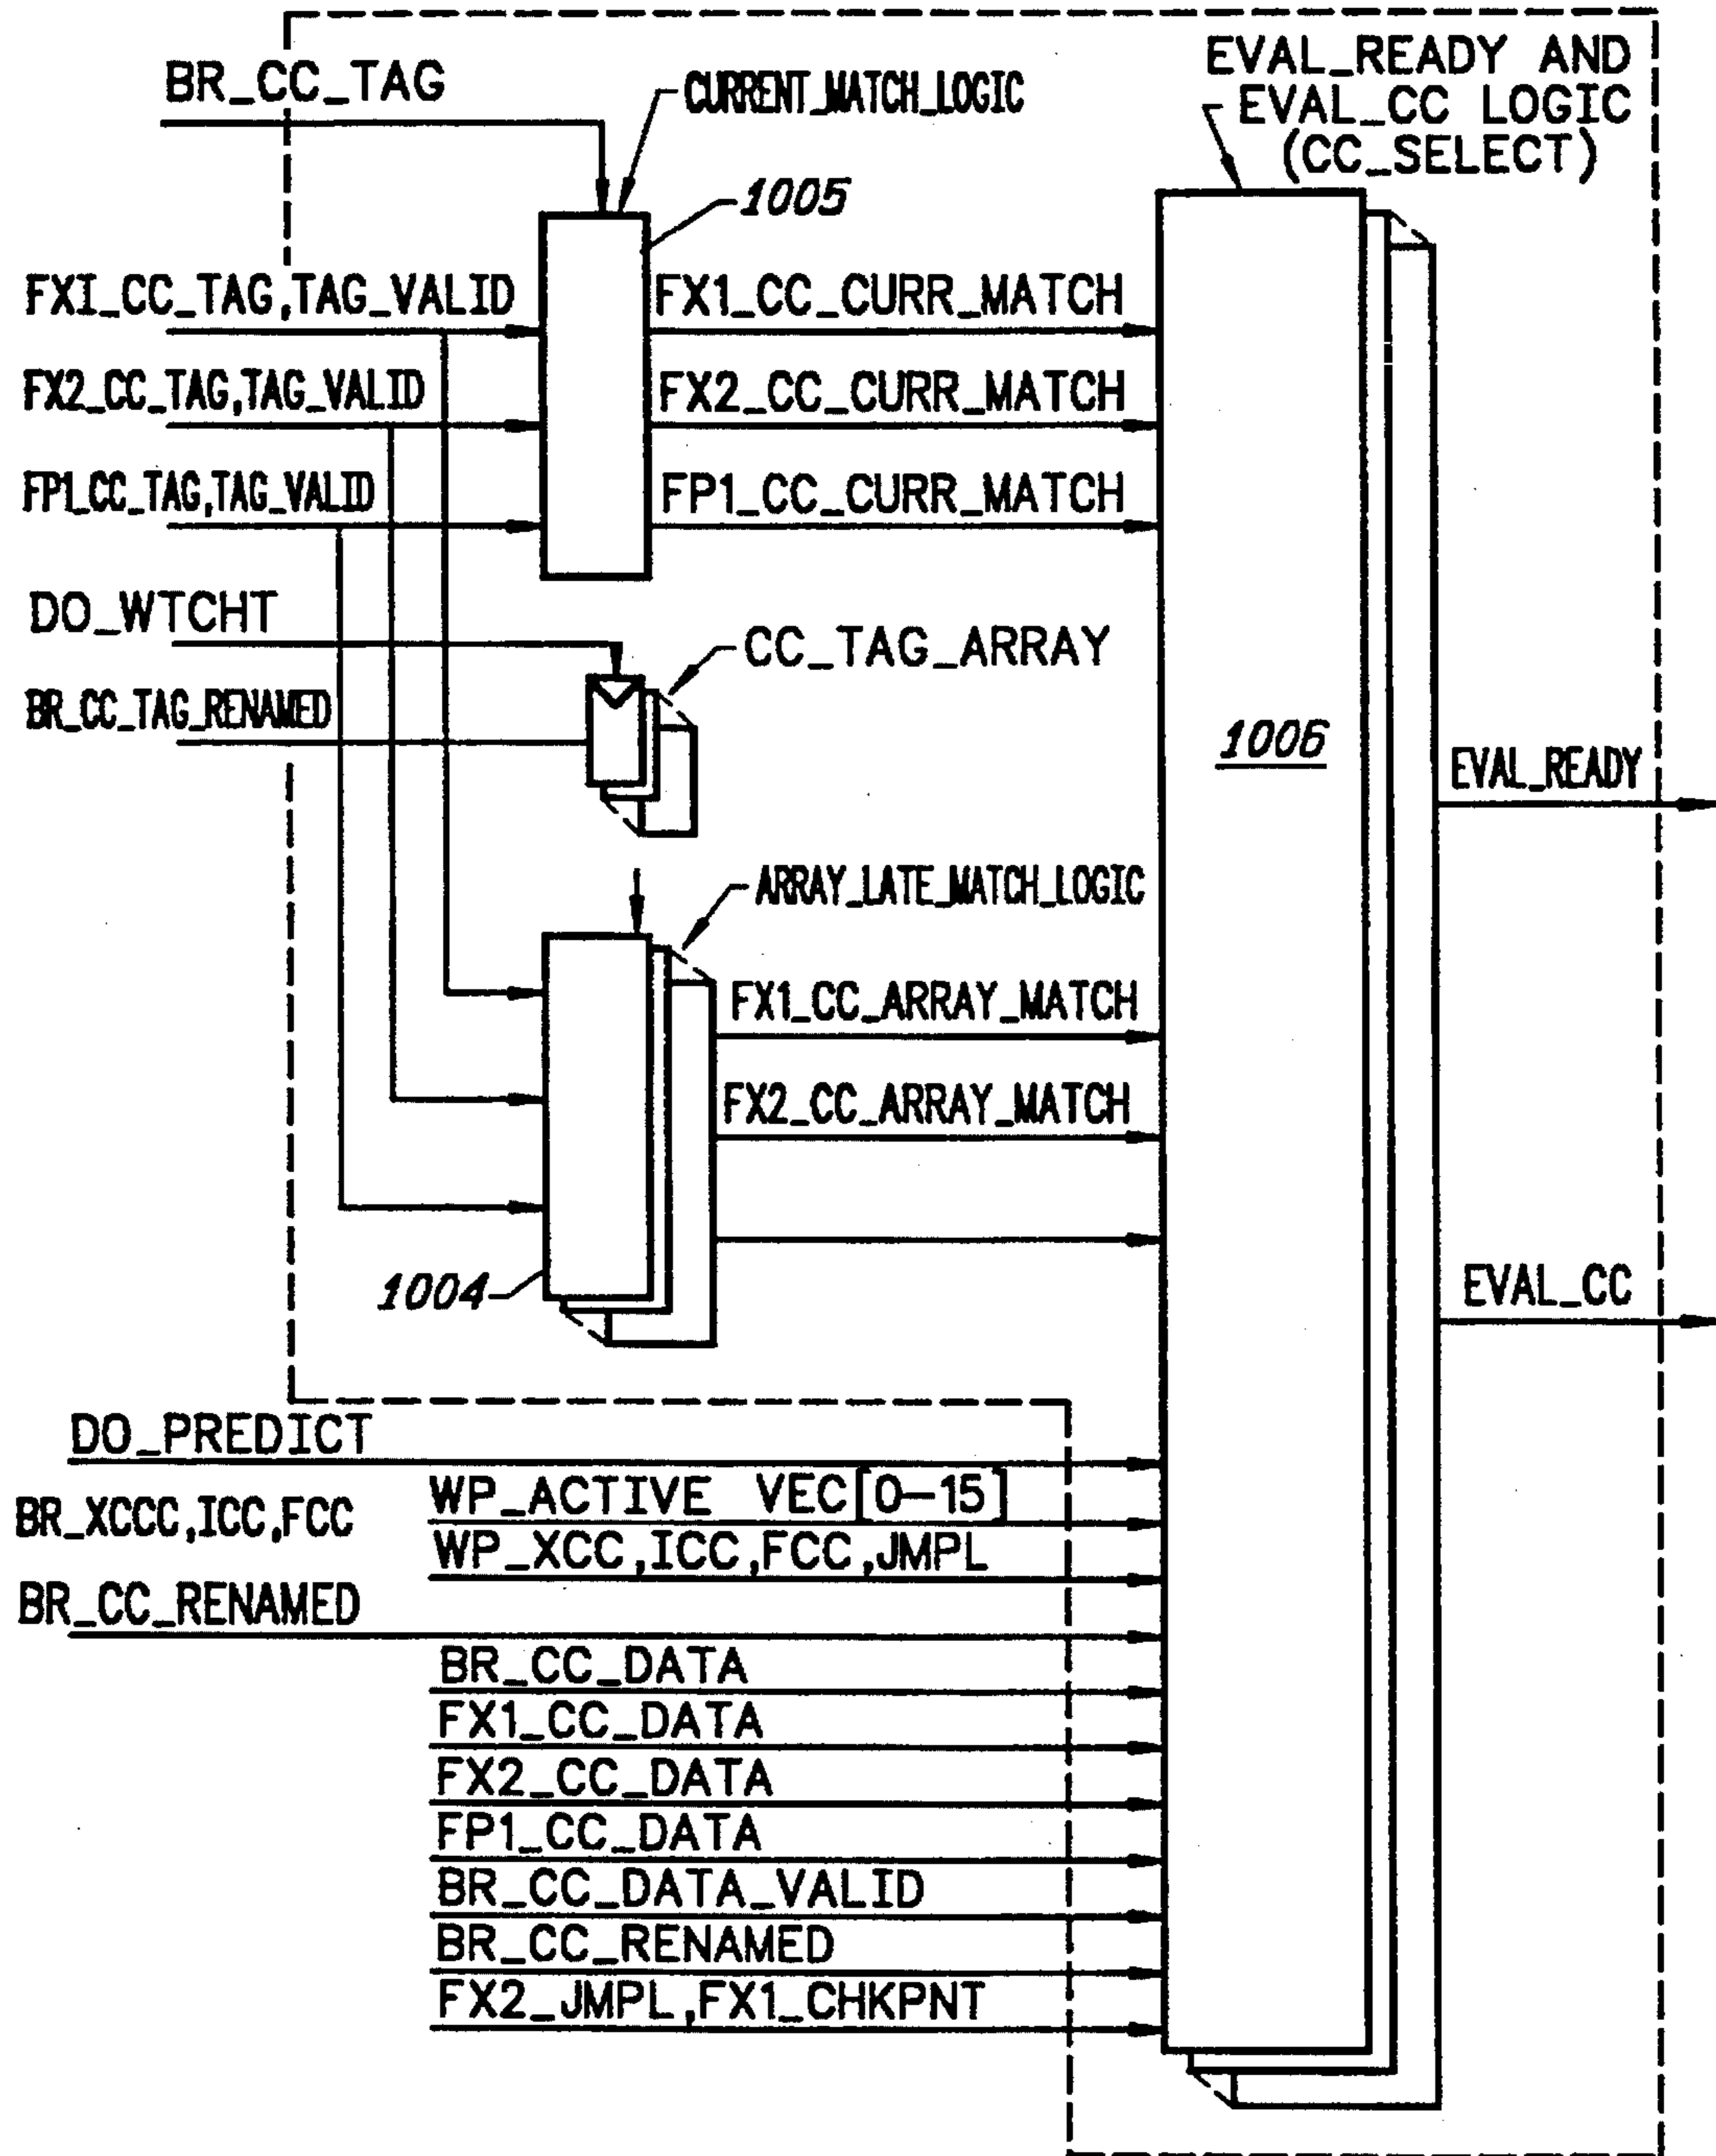 EVAL_READY AND
EVAL_CC LOGIC
(CC_SELECT)
BR_CC_TAG
CURRENT_MATCH_LOGIC
1005
FXI_CC_TAG,TAG_VALID
FX1_CC_CURR_MATCH
FX2_CC_TAG,TAG_VALID
FX2_CC_CURR_MATCH
FP1_CC_TAG,TAG_VALID
FP1_CC_CURR_MATCH
DO_WTCHT
CC_TAG_ARRAY
BR_CC_TAG_RENAMED
1006
EVAL_READY
ARRAY_LATE_MATCH_LOGIC
FX1_CC_ARRAY_MATCH
FX2_CC_ARRAY_MATCH
1004
EVAL_CC
DO_PREDICT
WP_ACTIVE VEC[0-15]
BR_XCCC,ICC,FCC
WP_XCC,ICC,FCC,JMPL
BR_CC_RENAMED
BR_CC_DATA
FX1_CC_DATA
FX2_CC_DATA
FP1_CC_DATA
BR_CC_DATA_VALID
BR_CC_RENAMED
FX2_JMPL,FX1_CHKPNT